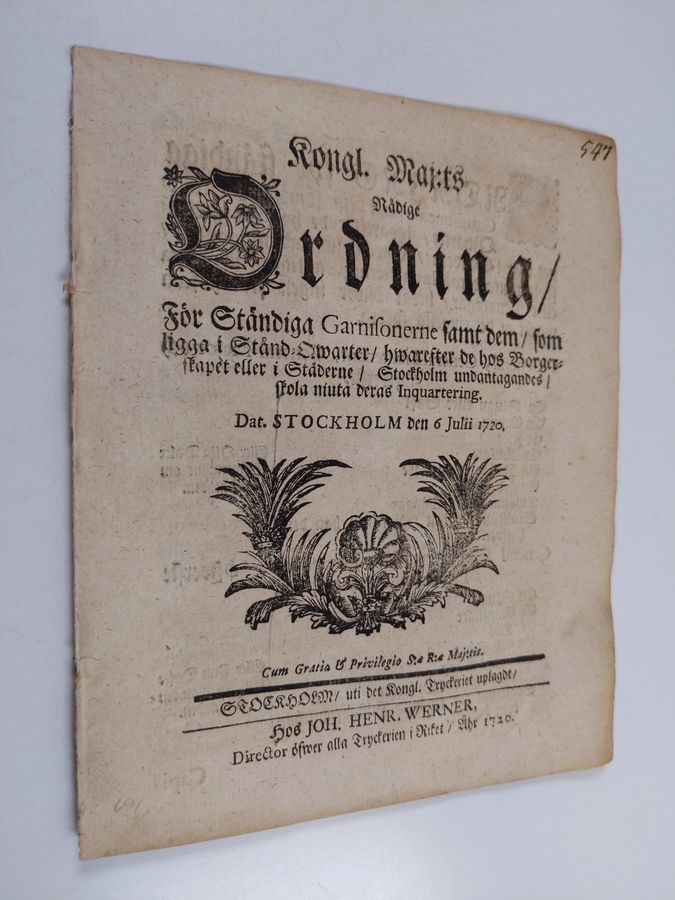 547
Kongl. Maj:ts
Nådige
Ordning/
För Ständiga Garnisonerne samt dem/ som
ligga i Stånd-Qwarter/ hwarefter de hos Borger-
skapet eller i Städerne/ Stockholm undantagandes/
skola niuta deras Inquartering.
Dat. STOCKHOLM den 6 Julii 1720.
Cum Gratia & Privilegio S:æ R:æ Maj:tis.
STOCKHOLM/ uti det Kongl. Tryckeriet uplagdt/
Hos JOH. HENR. WERNER,
Director öfwer alla Tryckerien i Riket/ Åhr 1720.